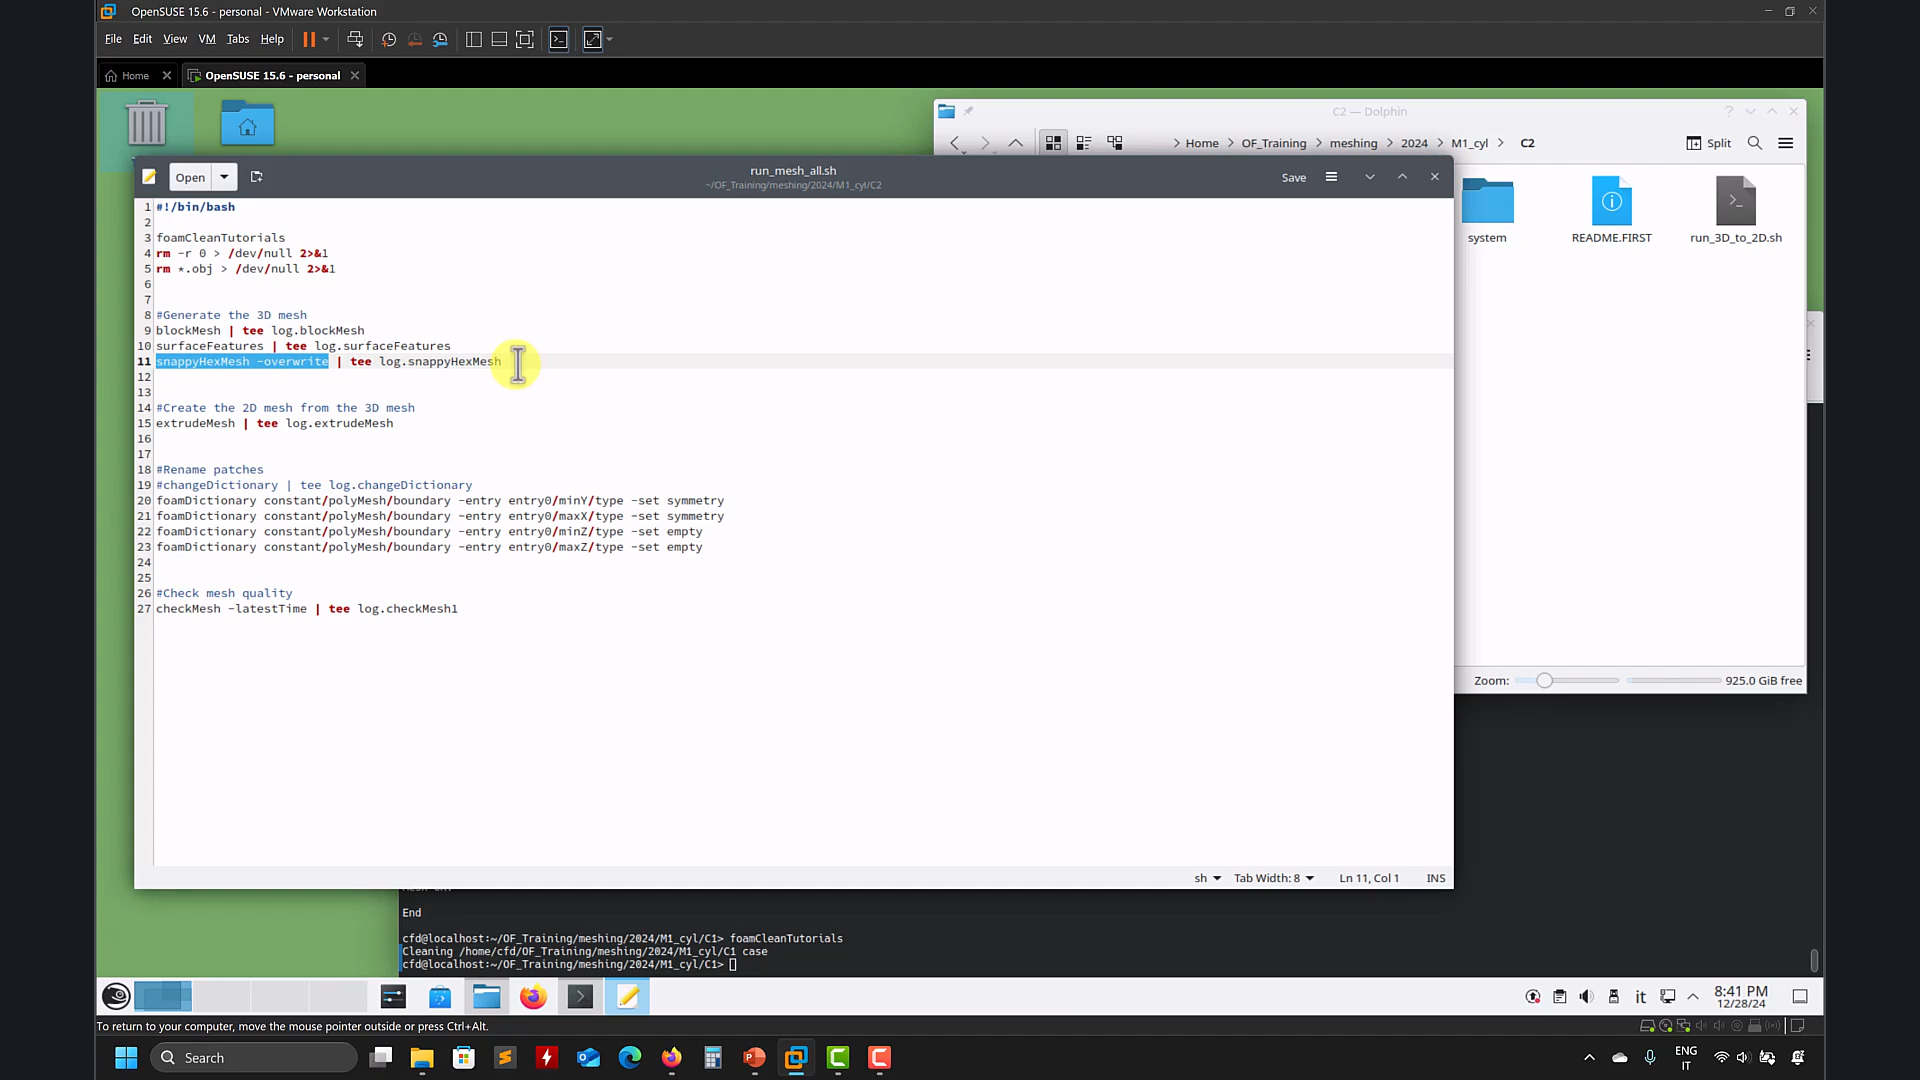 OpenSUSE 15.6 - personal - VMware Workstation
File Edit View VM Tabs Help
Home
OpenSUSE 15.6 - personal
C2 — Dolphin
Home OF_Training meshing 2024 M1_cyl C2
Split
system
README.FIRST
run_3D_to_2D.sh
Zoom:
925.0 GiB free
Open
run_mesh_all.sh
~/OF_Training/meshing/2024/M1_cyl/C2
Save
1 #!/bin/bash
2
3 foamCleanTutorials
4 rm -r 0 > /dev/null 2>&1
5 rm *.obj > /dev/null 2>&1
6
7
8 #Generate the 3D mesh
9 blockMesh | tee log.blockMesh
10 surfaceFeatures | tee log.surfaceFeatures
11 snappyHexMesh -overwrite | tee log.snappyHexMesh
12
13
14 #Create the 2D mesh from the 3D mesh
15 extrudeMesh | tee log.extrudeMesh
16
17
18 #Rename patches
19 #changeDictionary | tee log.changeDictionary
20 foamDictionary constant/polyMesh/boundary -entry entry0/minY/type -set symmetry
21 foamDictionary constant/polyMesh/boundary -entry entry0/maxX/type -set symmetry
22 foamDictionary constant/polyMesh/boundary -entry entry0/minZ/type -set empty
23 foamDictionary constant/polyMesh/boundary -entry entry0/maxZ/type -set empty
24
25
26 #Check mesh quality
27 checkMesh -latestTime | tee log.checkMesh1
sh Tab Width: 8 Ln 11, Col 1 INS
End
cfd@localhost:~/OF_Training/meshing/2024/M1_cyl/C1> foamCleanTutorials
Cleaning /home/cfd/OF_Training/meshing/2024/M1_cyl/C1 case
cfd@localhost:~/OF_Training/meshing/2024/M1_cyl/C1>
it
8:41 PM
12/28/24
To return to your computer, move the mouse pointer outside or press Ctrl+Alt.
Search
ENG
IT